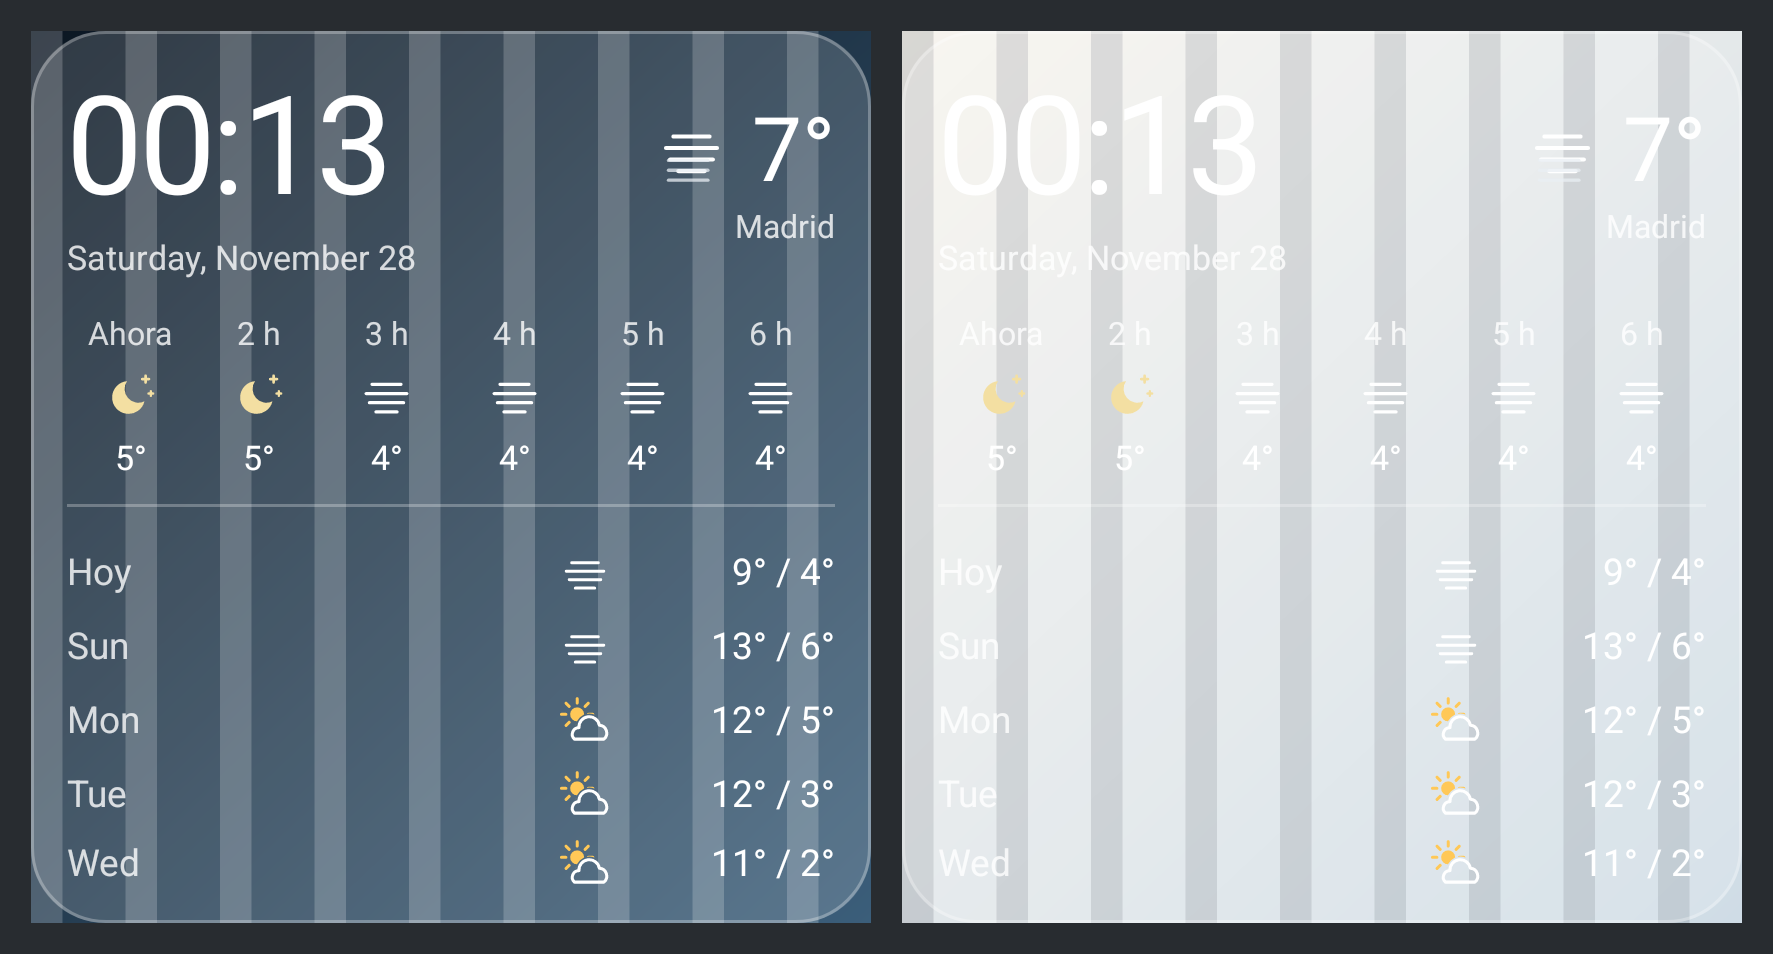 00:13
7°
Madrid
Saturday, November 28
Ahora 2 h 3 h 4 h 5 h 6 h
5° 5° 4° 4° 4° 4°
Hoy 9° / 4°
Sun 13° / 6°
Mon 12° / 5°
Tue 12° / 3°
Wed 11° / 2°
00:13
7°
Madrid
Saturday, November 28
Ahora 2 h 3 h 4 h 5 h 6 h
5° 5° 4° 4° 4° 4°
Hoy 9° / 4°
Sun 13° / 6°
Mon 12° / 5°
Tue 12° / 3°
Wed 11° / 2°